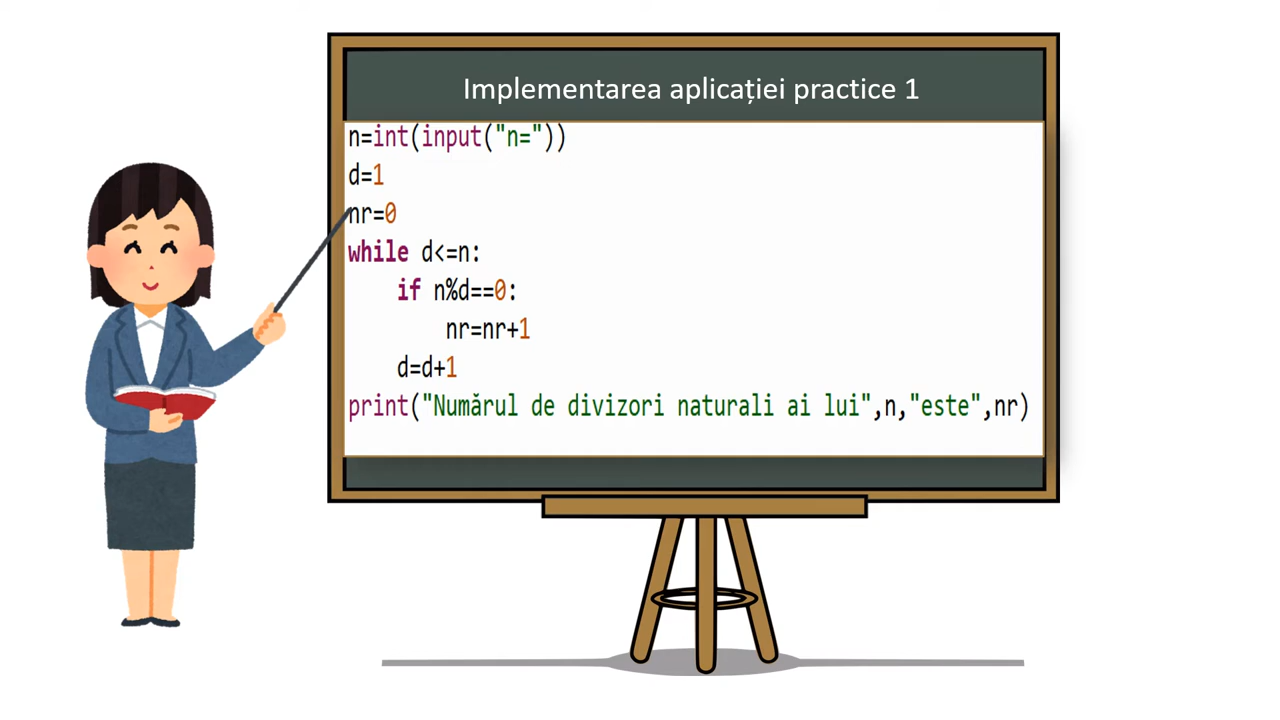 Implementarea aplicației practice 1
n=int(input("n="))
d=1
nr=0
while d<=n:
    if n%d==0:
        nr=nr+1
    d=d+1
print("Numărul de divizori naturali ai lui",n,"este",nr)